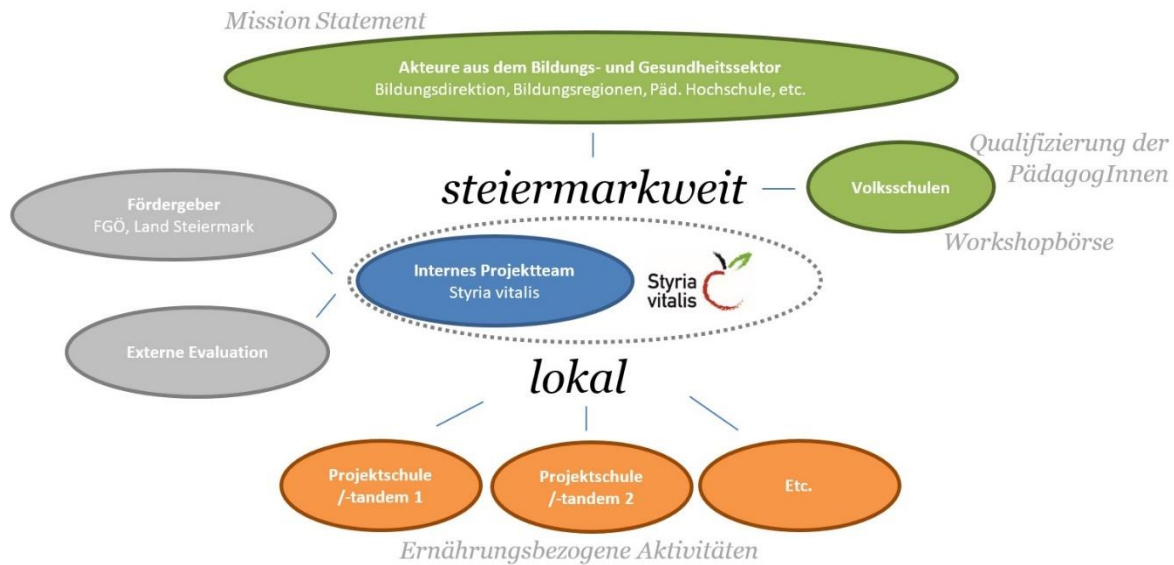 Mission Statement
Akteure aus dem Bildungs- und Gesundheitssektor
Bildungsdirektion, Bildungsregionen, Päd. Hochschule, etc.
Qualifizierung der
PädagogInnen
steiermarkweit
Volksschulen
Workshopbörse
Fördergeber
FGÖ, Land Steiermark
Internes Projektteam
Styria vitalis
Styria
vitalis
Externe Evaluation
lokal
Projektschule
/-tandem 1
Projektschule
/-tandem 2
Etc.
Ernährungsbezogene Aktivitäten